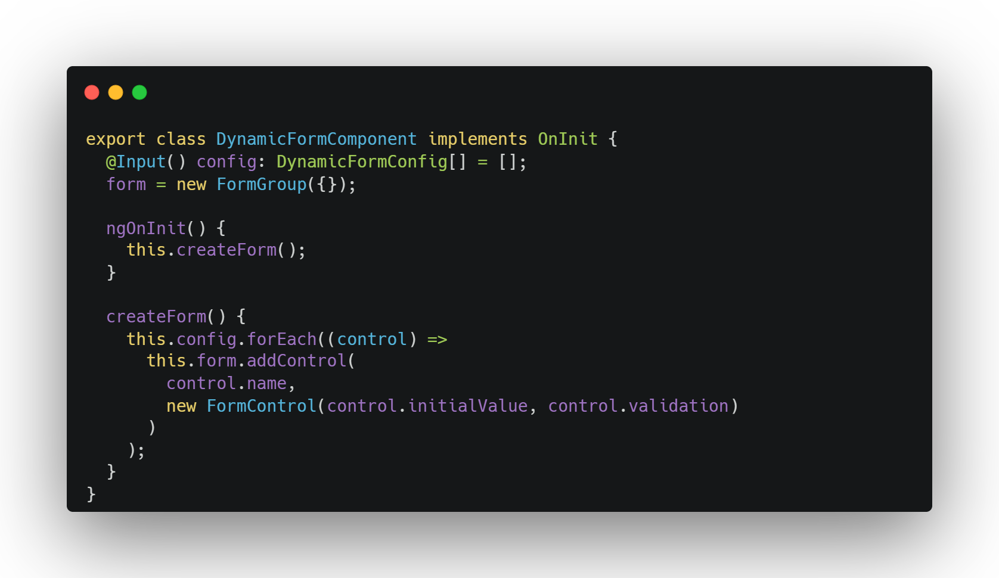 export class DynamicFormComponent implements OnInit {
  @Input() config: DynamicFormConfig[] = [];
  form = new FormGroup({});

  ngOnInit() {
    this.createForm();
  }

  createForm() {
    this.config.forEach((control) =>
      this.form.addControl(
        control.name,
        new FormControl(control.initialValue, control.validation)
      )
    );
  }
}